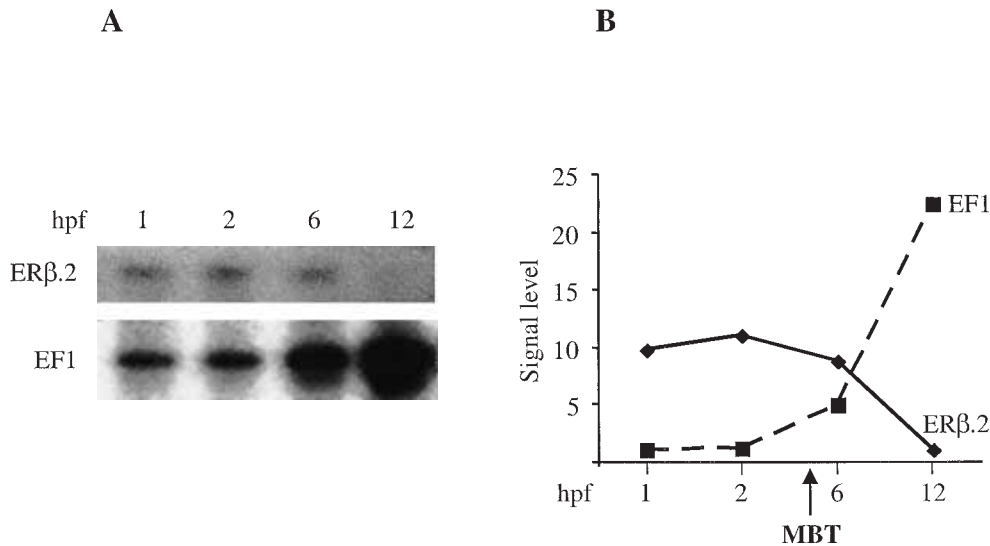 A
B
hpf 1 2 6 12
ERβ.2
EF1
25
20
15
10
5
Signal level
EF1
ERβ.2
hpf 1 2 6 12
MBT